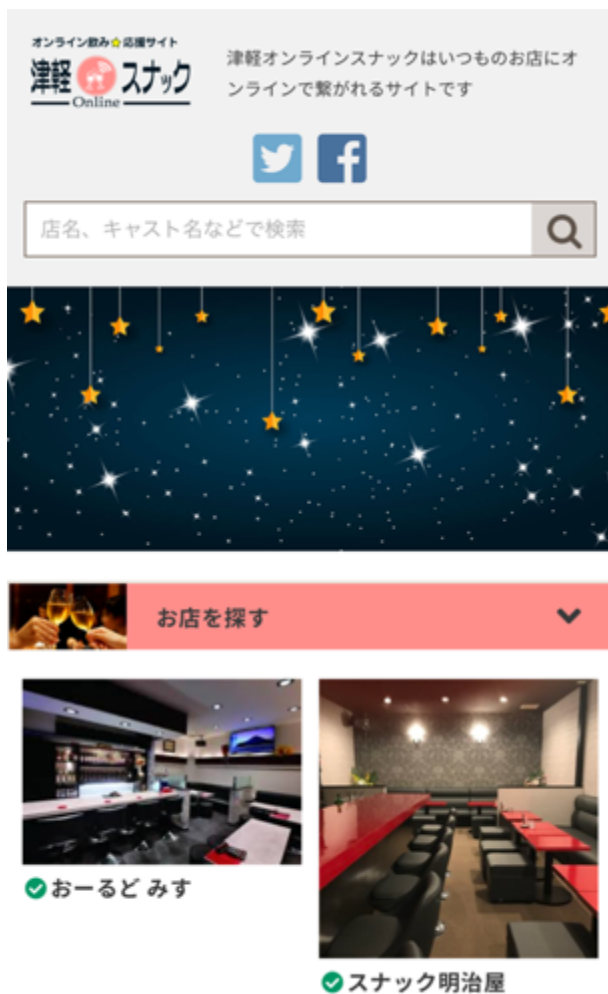 オンライン飲み☆応援サイト
津軽 スナック
Online
津軽オンラインスナックはいつものお店にオ
ンラインで繋がれるサイトです
店名、キャスト名などで検索
お店を探す
おーるど みす
スナック明治屋